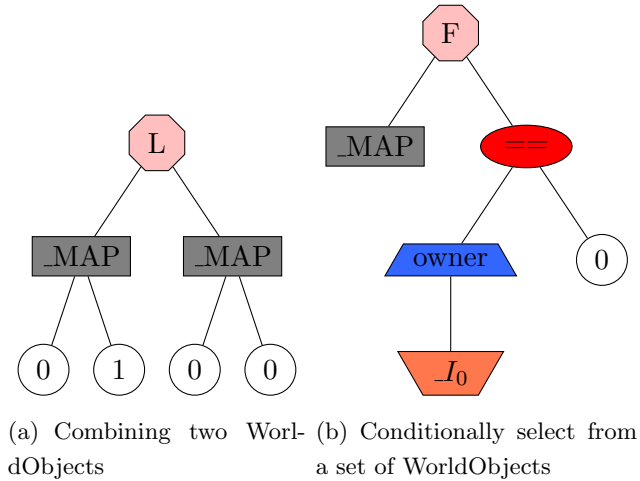 F
L
_MAP
==
_MAP
_MAP
owner
0
0
1
0
0
_I0
(a) Combining two Worl-
dObjects
(b) Conditionally select from
a set of WorldObjects